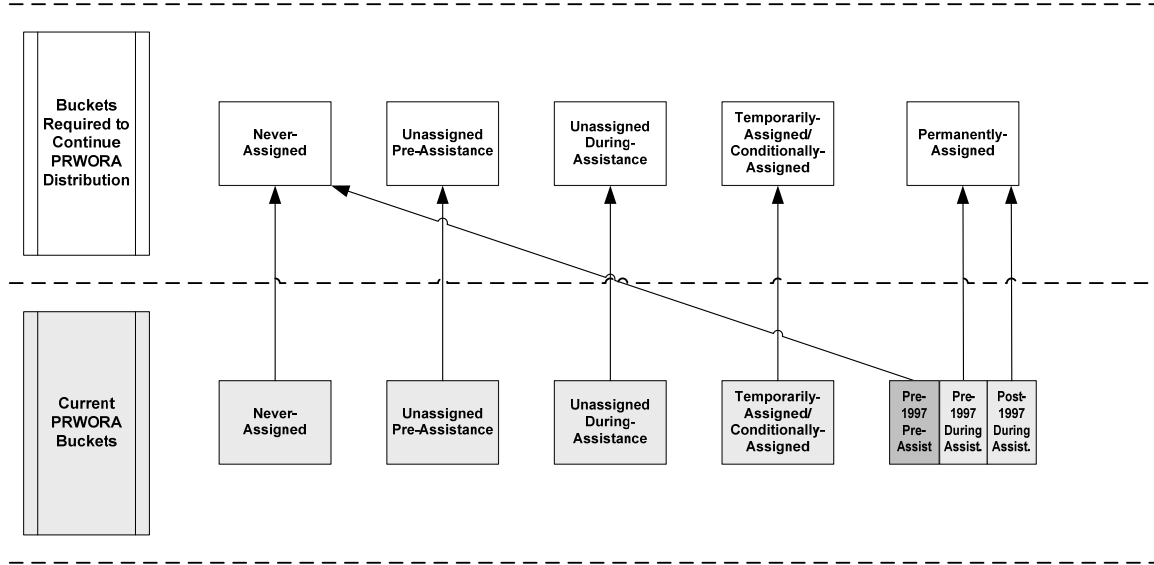 Buckets
Required to
Continue
PRWORA
Distribution
Never-
Assigned
Unassigned
Pre-Assistance
Unassigned
During-
Assistance
Temporarily-
Assigned/
Conditionally-
Assigned
Permanently-
Assigned
Current
PRWORA
Buckets
Never-
Assigned
Unassigned
Pre-Assistance
Unassigned
During-
Assistance
Temporarily-
Assigned/
Conditionally-
Assigned
Pre-
1997
Pre-
Assist
Pre-
1997
During
Assist.
Post-
1997
During
Assist.